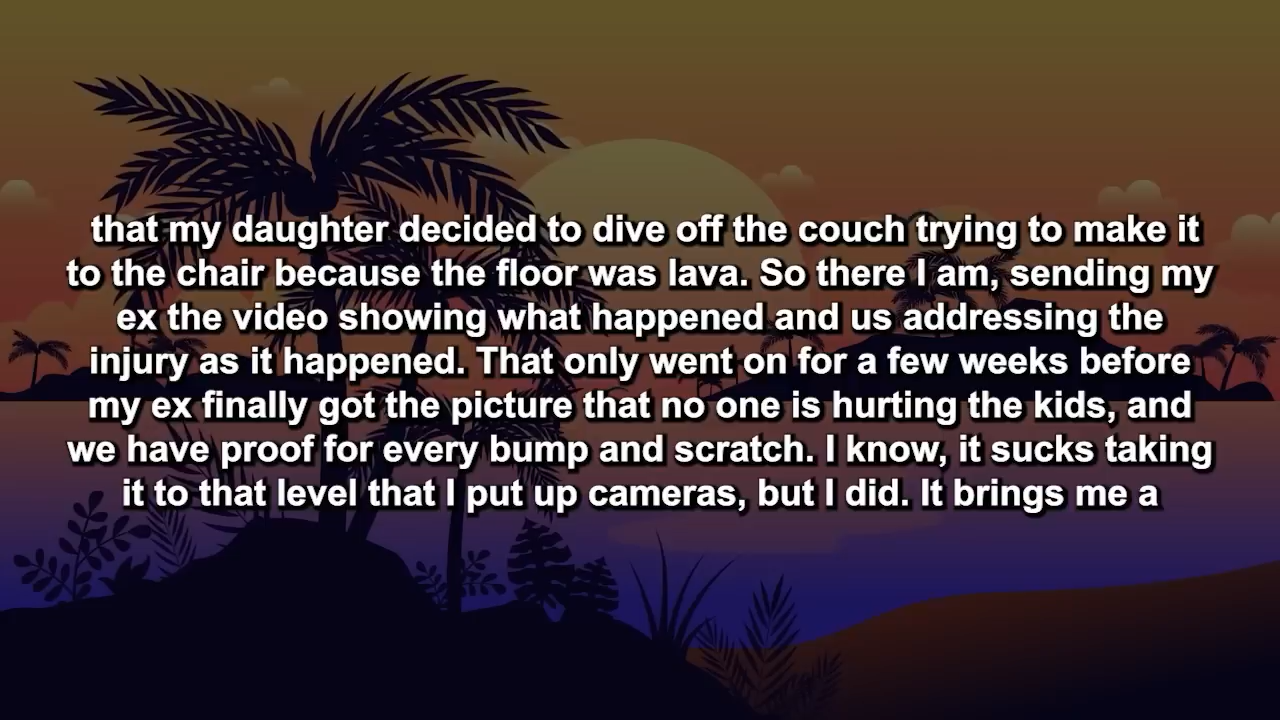 that my daughter decided to dive off the couch trying to make it
to the chair because the floor was lava. So there I am, sending my
ex the video showing what happened and us addressing the
injury as it happened. That only went on for a few weeks before
my ex finally got the picture that no one is hurting the kids, and
we have proof for every bump and scratch. I know, it sucks taking
it to that level that I put up cameras, but I did. It brings me a